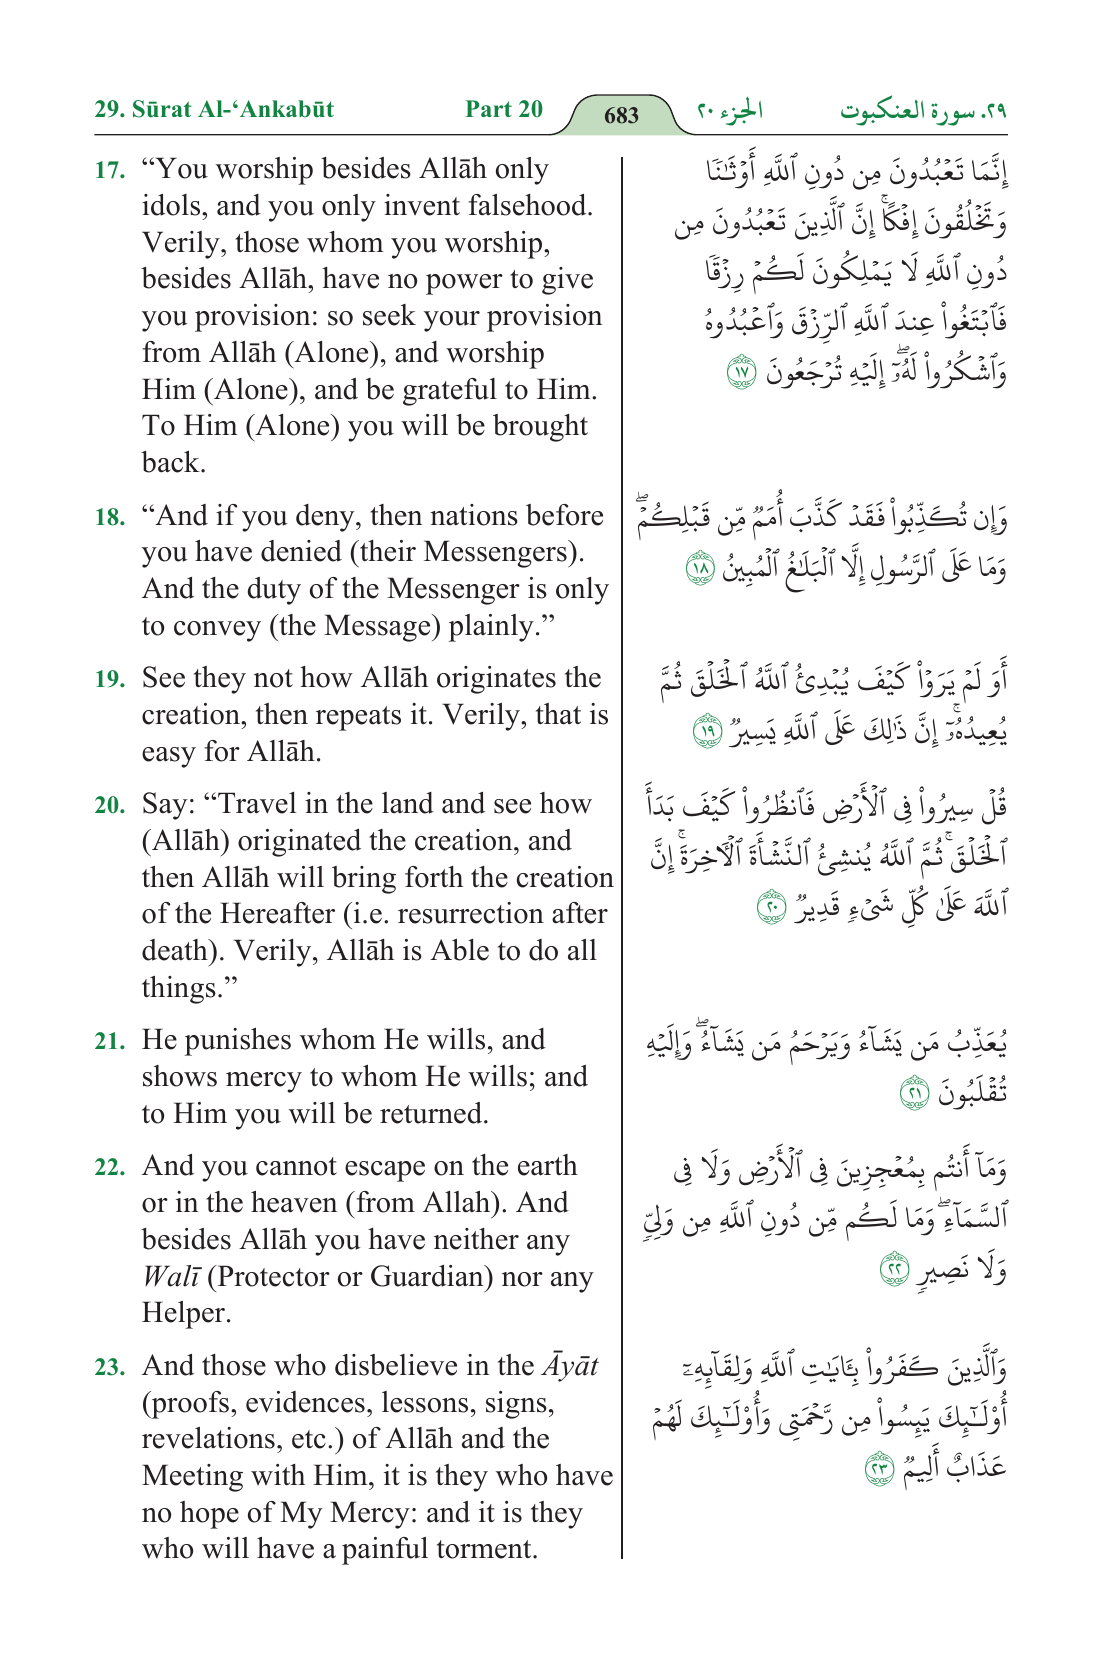 29. Sūrat Al-‘Ankabūt Part 20 683 الجزء ٢٠ ٢٩. سورة العنكبوت
17. “You worship besides Allāh only
idols, and you only invent falsehood.
Verily, those whom you worship,
besides Allāh, have no power to give
you provision: so seek your provision
from Allāh (Alone), and worship
Him (Alone), and be grateful to Him.
To Him (Alone) you will be brought
back.
إِنَّمَا تَعۡبُدُونَ مِن دُونِ ٱللَّهِ أَوۡثَٰنٗا
وَتَخۡلُقُونَ إِفۡكًاۚ إِنَّ ٱلَّذِينَ تَعۡبُدُونَ مِن
دُونِ ٱللَّهِ لَا يَمۡلِكُونَ لَكُمۡ رِزۡقٗا
فَٱبۡتَغُواْ عِندَ ٱللَّهِ ٱلرِّزۡقَ وَٱعۡبُدُوهُ
وَٱشۡكُرُواْ لَهُۥٓۖ إِلَيۡهِ تُرۡجَعُونَ ١٧
18. “And if you deny, then nations before
you have denied (their Messengers).
And the duty of the Messenger is only
to convey (the Message) plainly.”
وَإِن تُكَذِّبُواْ فَقَدۡ كَذَّبَ أُمَمٞ مِّن قَبۡلِكُمۡۖ
وَمَا عَلَى ٱلرَّسُولِ إِلَّا ٱلۡبَلَٰغُ ٱلۡمُبِينُ ١٨
19. See they not how Allāh originates the
creation, then repeats it. Verily, that is
easy for Allāh.
أَوَ لَمۡ يَرَوۡاْ كَيۡفَ يُبۡدِئُ ٱللَّهُ ٱلۡخَلۡقَ ثُمَّ
يُعِيدُهُۥٓۚ إِنَّ ذَٰلِكَ عَلَى ٱللَّهِ يَسِيرٞ ١٩
20. Say: “Travel in the land and see how
(Allāh) originated the creation, and
then Allāh will bring forth the creation
of the Hereafter (i.e. resurrection after
death). Verily, Allāh is Able to do all
things.”
قُلۡ سِيرُواْ فِي ٱلۡأَرۡضِ فَٱنظُرُواْ كَيۡفَ بَدَأَ
ٱلۡخَلۡقَۚ ثُمَّ ٱللَّهُ يُنشِئُ ٱلنَّشۡأَةَ ٱلۡأٓخِرَةَۚ إِنَّ
ٱللَّهَ عَلَىٰ كُلِّ شَيۡءٖ قَدِيرٞ ٢٠
21. He punishes whom He wills, and
shows mercy to whom He wills; and
to Him you will be returned.
يُعَذِّبُ مَن يَشَآءُ وَيَرۡحَمُ مَن يَشَآءُۖ وَإِلَيۡهِ
تُقۡلَبُونَ ٢١
22. And you cannot escape on the earth
or in the heaven (from Allah). And
besides Allāh you have neither any
Walī (Protector or Guardian) nor any
Helper.
وَمَآ أَنتُم بِمُعۡجِزِينَ فِي ٱلۡأَرۡضِ وَلَا فِي
ٱلسَّمَآءِۖ وَمَا لَكُم مِّن دُونِ ٱللَّهِ مِن وَلِيّٖ
وَلَا نَصِيرٖ ٢٢
23. And those who disbelieve in the Āyāt
(proofs, evidences, lessons, signs,
revelations, etc.) of Allāh and the
Meeting with Him, it is they who have
no hope of My Mercy: and it is they
who will have a painful torment.
وَٱلَّذِينَ كَفَرُواْ بِـَٔايَٰتِ ٱللَّهِ وَلِقَآئِهِۦٓ
أُوْلَٰٓئِكَ يَئِسُواْ مِن رَّحۡمَتِي وَأُوْلَٰٓئِكَ لَهُمۡ
عَذَابٌ أَلِيمٞ ٢٣